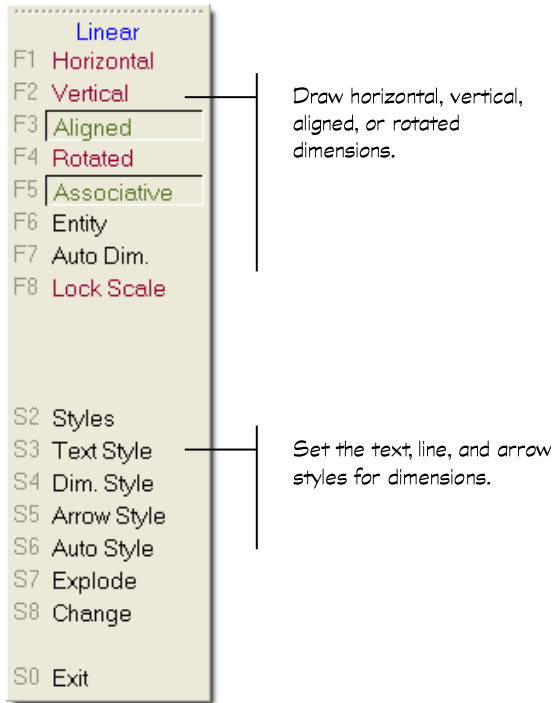 Linear
F1 Horizontal
F2 Vertical
F3 Aligned
F4 Rotated
F5 Associative
F6 Entity
F7 Auto Dim.
F8 Lock Scale
S2 Styles
S3 Text Style
S4 Dim. Style
S5 Arrow Style
S6 Auto Style
S7 Explode
S8 Change
S0 Exit
Draw horizontal, vertical,
aligned, or rotated
dimensions.
Set the text, line, and arrow
styles for dimensions.